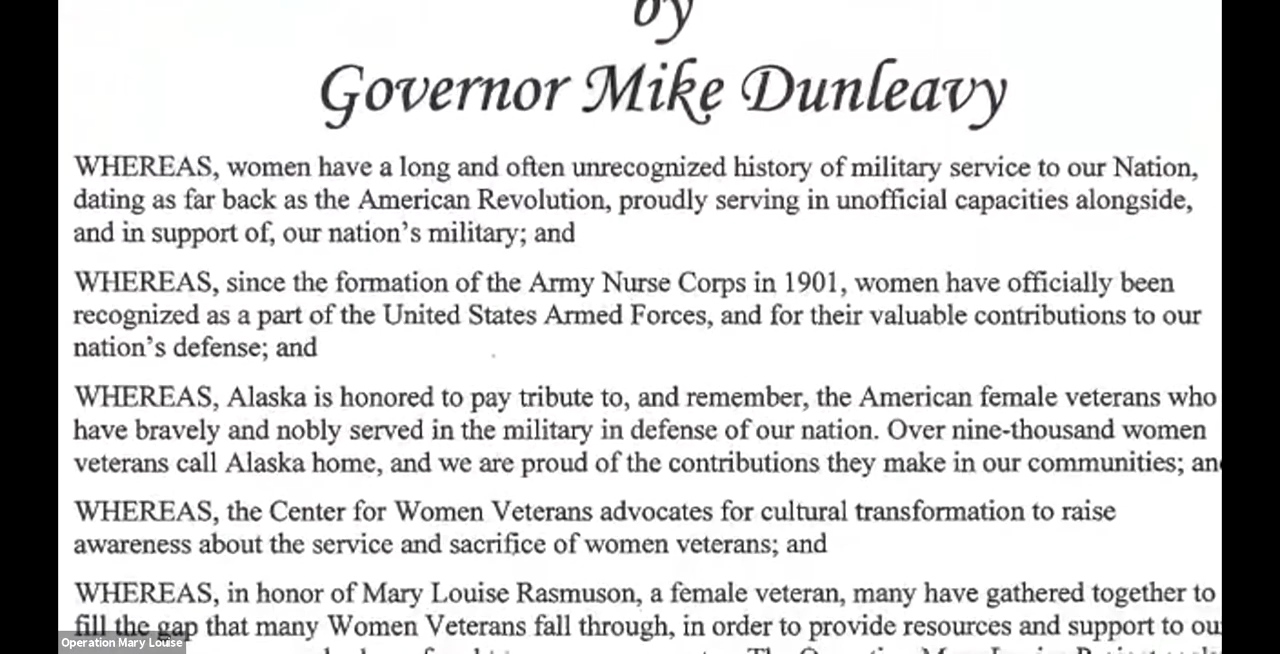 by
Governor Mike Dunleavy
WHEREAS, women have a long and often unrecognized history of military service to our Nation,
dating as far back as the American Revolution, proudly serving in unofficial capacities alongside,
and in support of, our nation's military; and
WHEREAS, since the formation of the Army Nurse Corps in 1901, women have officially been
recognized as a part of the United States Armed Forces, and for their valuable contributions to our
nation's defense; and
WHEREAS, Alaska is honored to pay tribute to, and remember, the American female veterans who
have bravely and nobly served in the military in defense of our nation. Over nine-thousand women
veterans call Alaska home, and we are proud of the contributions they make in our communities; and
WHEREAS, the Center for Women Veterans advocates for cultural transformation to raise
awareness about the service and sacrifice of women veterans; and
WHEREAS, in honor of Mary Louise Rasmuson, a female veteran, many have gathered together to
fill the gap that many Women Veterans fall through, in order to provide resources and support to ou
Operation Mary Louise